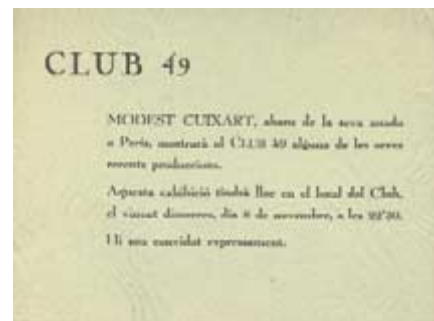 CLUB 49
MODEST CUIXART, abans de la seva anada
a París, mostrarà al CLUB 49 algunes de les seves
recents produccions.
Aquesta exhibició tindrà lloc en el local del Club,
el vinent dimecres, dia 8 de novembre, a les 22'30.
Hi sou convidat expressament.